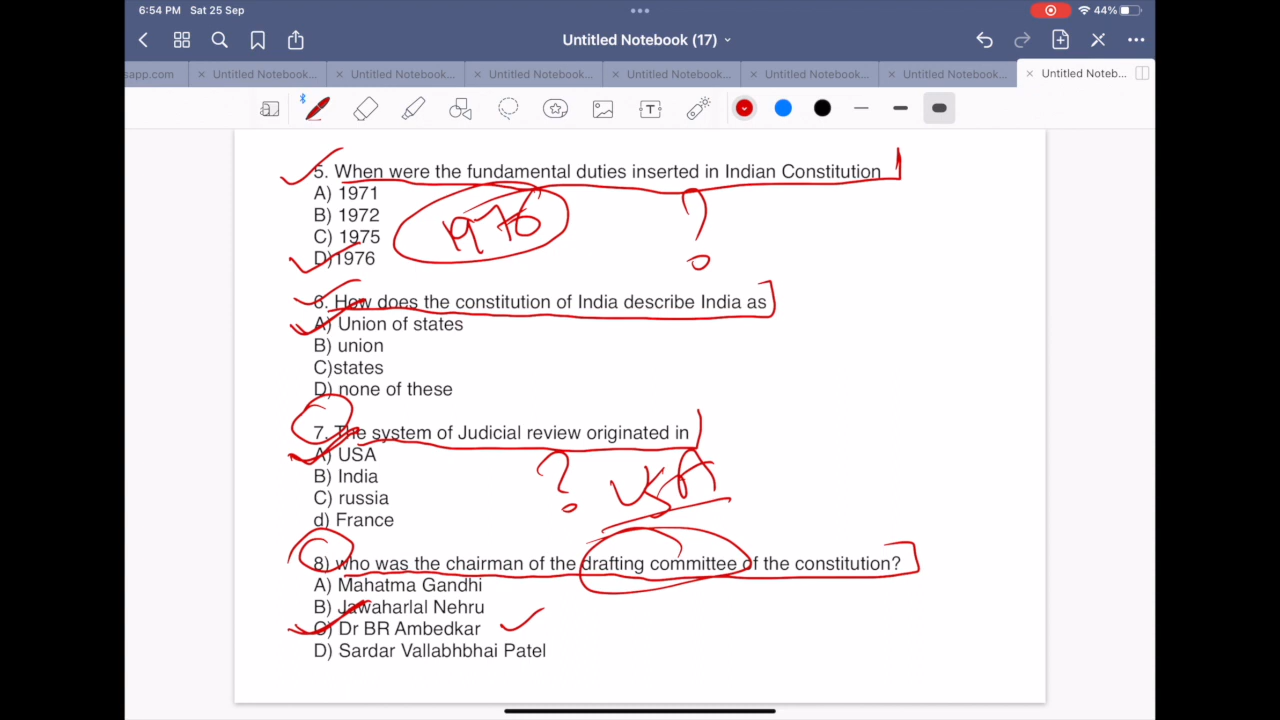 6:54 PM Sat 25 Sep
44%
Untitled Notebook (17)
sapp.com
Untitled Notebook...
Untitled Notebook...
Untitled Notebook...
Untitled Notebook...
Untitled Notebook...
Untitled Notebook...
Untitled Noteb...
5. When were the fundamental duties inserted in Indian Constitution
A) 1971
B) 1972
C) 1975
D)1976
1976
?
6. How does the constitution of India describe India as
A) Union of states
B) union
C)states
D) none of these
7. The system of Judicial review originated in
A) USA
B) India
C) russia
d) France
? USA
8) who was the chairman of the drafting committee of the constitution?
A) Mahatma Gandhi
B) Jawaharlal Nehru
C) Dr BR Ambedkar
D) Sardar Vallabhbhai Patel